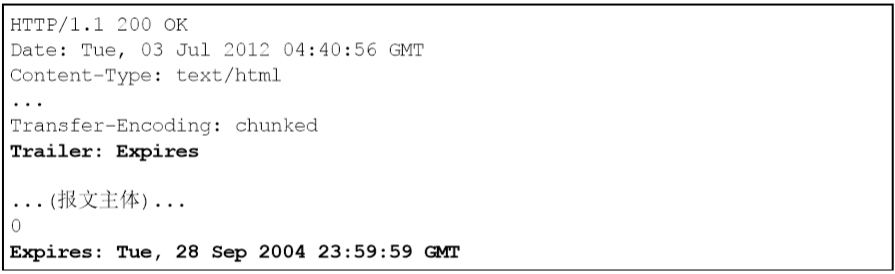 HTTP/1.1 200 OK
Date: Tue, 03 Jul 2012 04:40:56 GMT
Content-Type: text/html
...
Transfer-Encoding: chunked
Trailer: Expires
...(报文主体)...
0
Expires: Tue, 28 Sep 2004 23:59:59 GMT